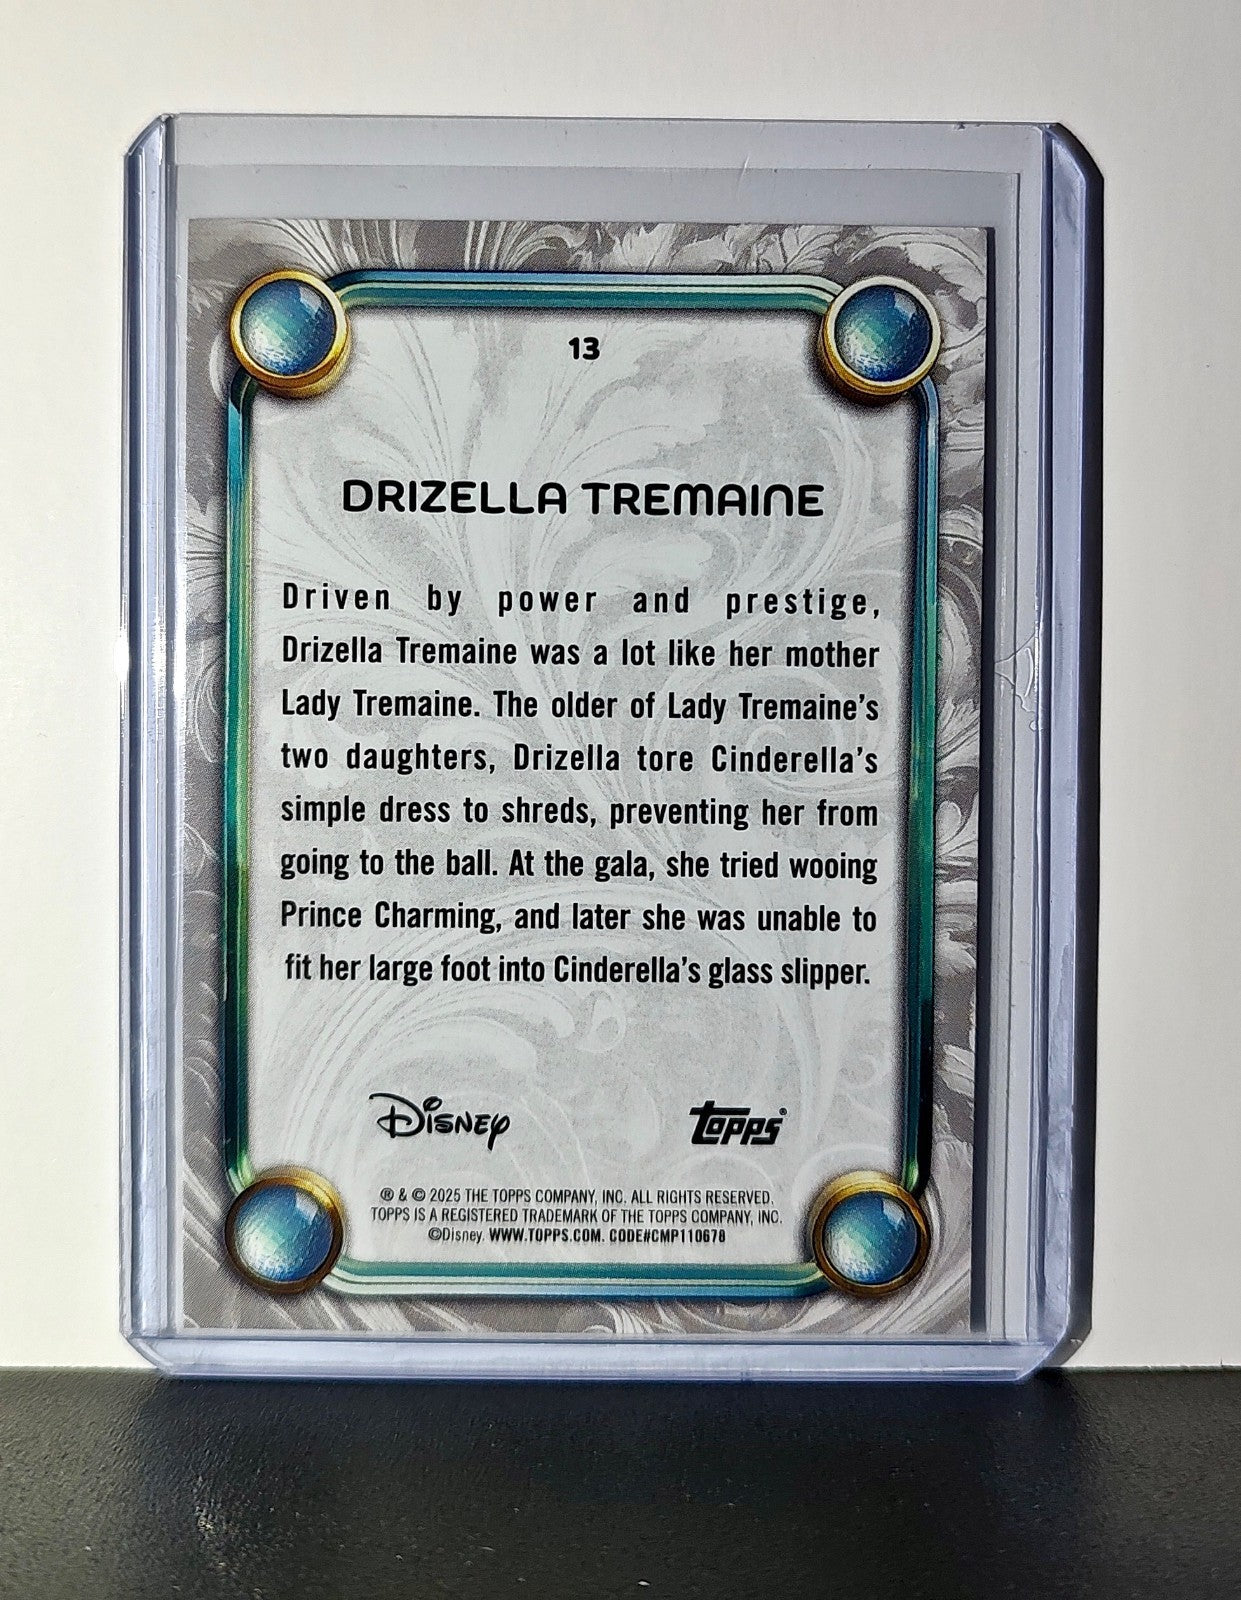 13
DRIZELLA TREMAINE
Driven by power and prestige,
Drizella Tremaine was a lot like her mother
Lady Tremaine. The older of Lady Tremaine's
two daughters, Drizella tore Cinderella's
simple dress to shreds, preventing her from
going to the ball. At the gala, she tried wooing
Prince Charming, and later she was unable to
fit her large foot into Cinderella's glass slipper.
Disney topps®
® & © 2025 THE TOPPS COMPANY, INC. ALL RIGHTS RESERVED.
TOPPS IS A REGISTERED TRADEMARK OF THE TOPPS COMPANY, INC.
©Disney. WWW.TOPPS.COM. CODE#CMP110678